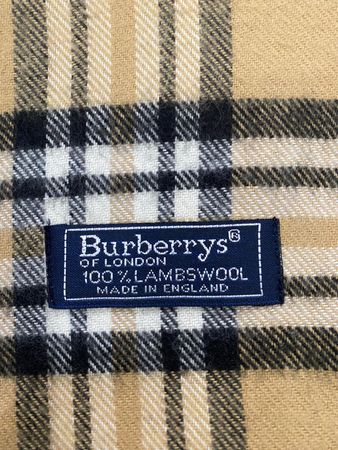 Burberrys®
OF LONDON
100% LAMBSWOOL
MADE IN ENGLAND